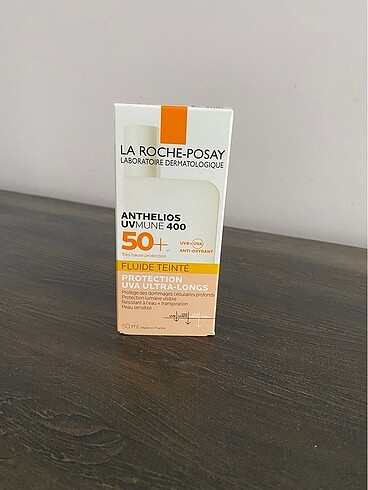 LA ROCHE-POSAY
LABORATOIRE DERMATOLOGIQUE
ANTHELIOS
UVMUNE 400
50+
UVB+UVA
+ ANTI-OXYDANT
Très haute protection
FLUIDE TEINTÉ
PROTECTION
UVA ULTRA-LONGS
Protège des dommages cellulaires profonds
Protection lumière visible
Résistant à l'eau + transpiration
Peau sensible
50 ml Made in France
UVB